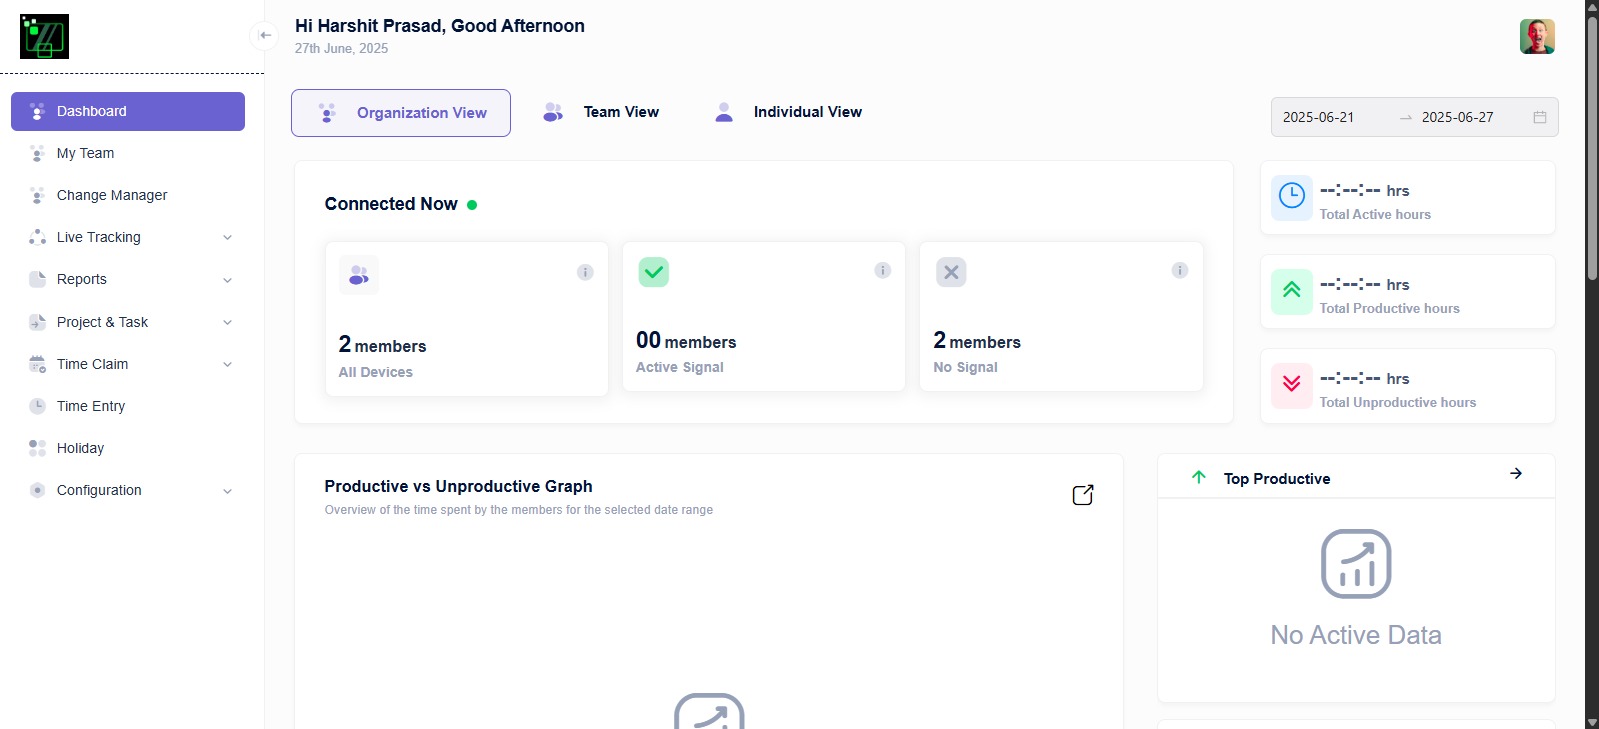 Hi Harshit Prasad, Good Afternoon
27th June, 2025
Dashboard
My Team
Change Manager
Live Tracking
Reports
Project & Task
Time Claim
Time Entry
Holiday
Configuration
Organization View
Team View
Individual View
2025-06-21
2025-06-27
Connected Now
2 members
All Devices
00 members
Active Signal
2 members
No Signal
--:--:-- hrs
Total Active hours
--:--:-- hrs
Total Productive hours
--:--:-- hrs
Total Unproductive hours
Productive vs Unproductive Graph
Overview of the time spent by the members for the selected date range
Top Productive
No Active Data